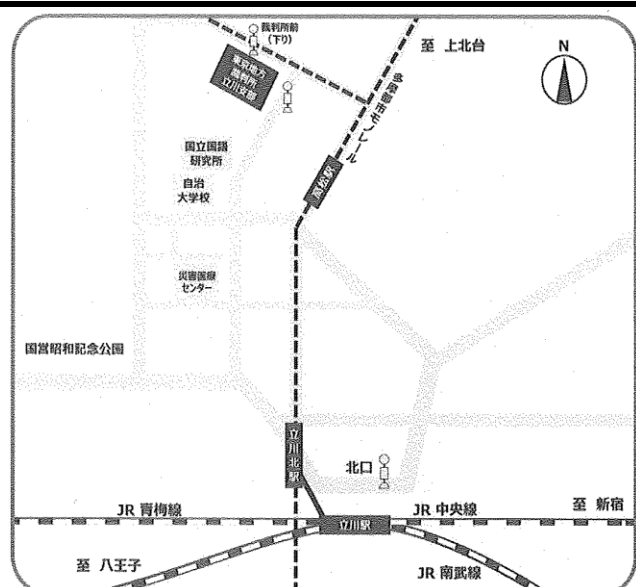 裁判所前
(下り)
至 上北台
N
東京地方
裁判所
立川支部
多摩都市モノレール
国立国語
研究所
高松駅
自治
大学校
災害医療
センター
国営昭和記念公園
立川北駅
北口
JR 青梅線
JR 中央線
至 新宿
立川駅
至 八王子
JR 南武線